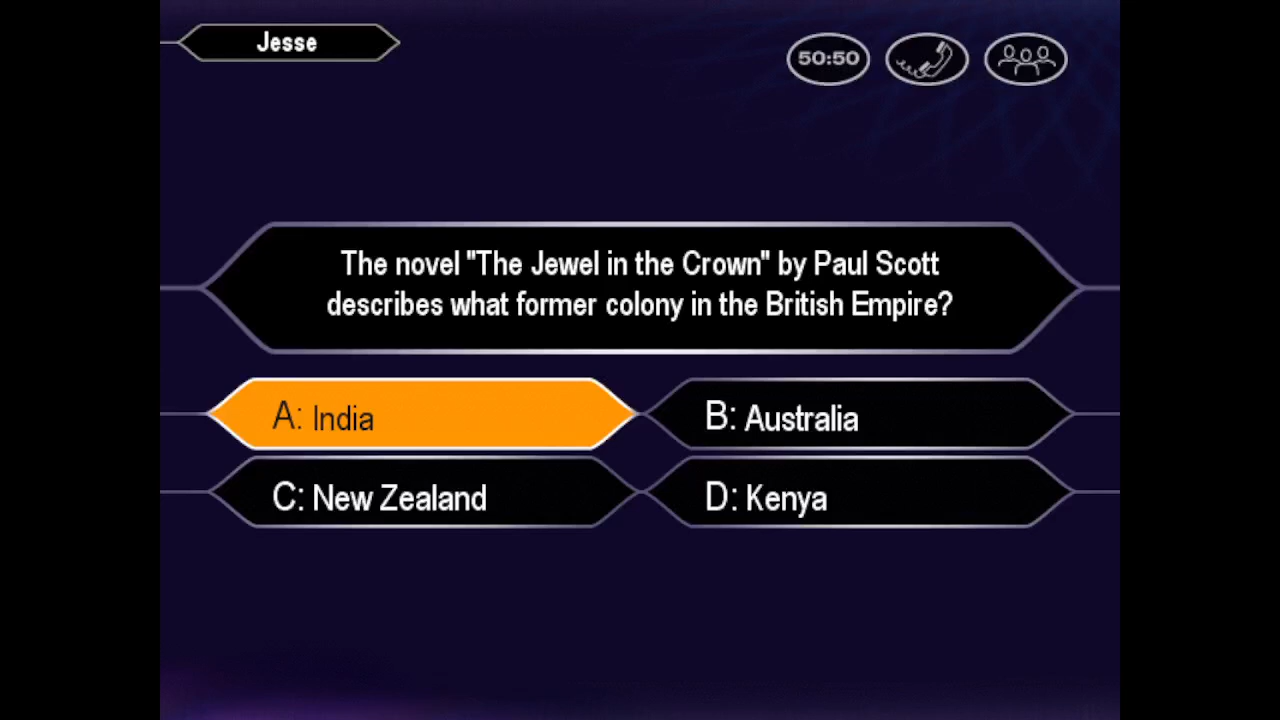 Jesse
50:50
The novel "The Jewel in the Crown" by Paul Scott
describes what former colony in the British Empire?
A: India
B: Australia
C: New Zealand
D: Kenya